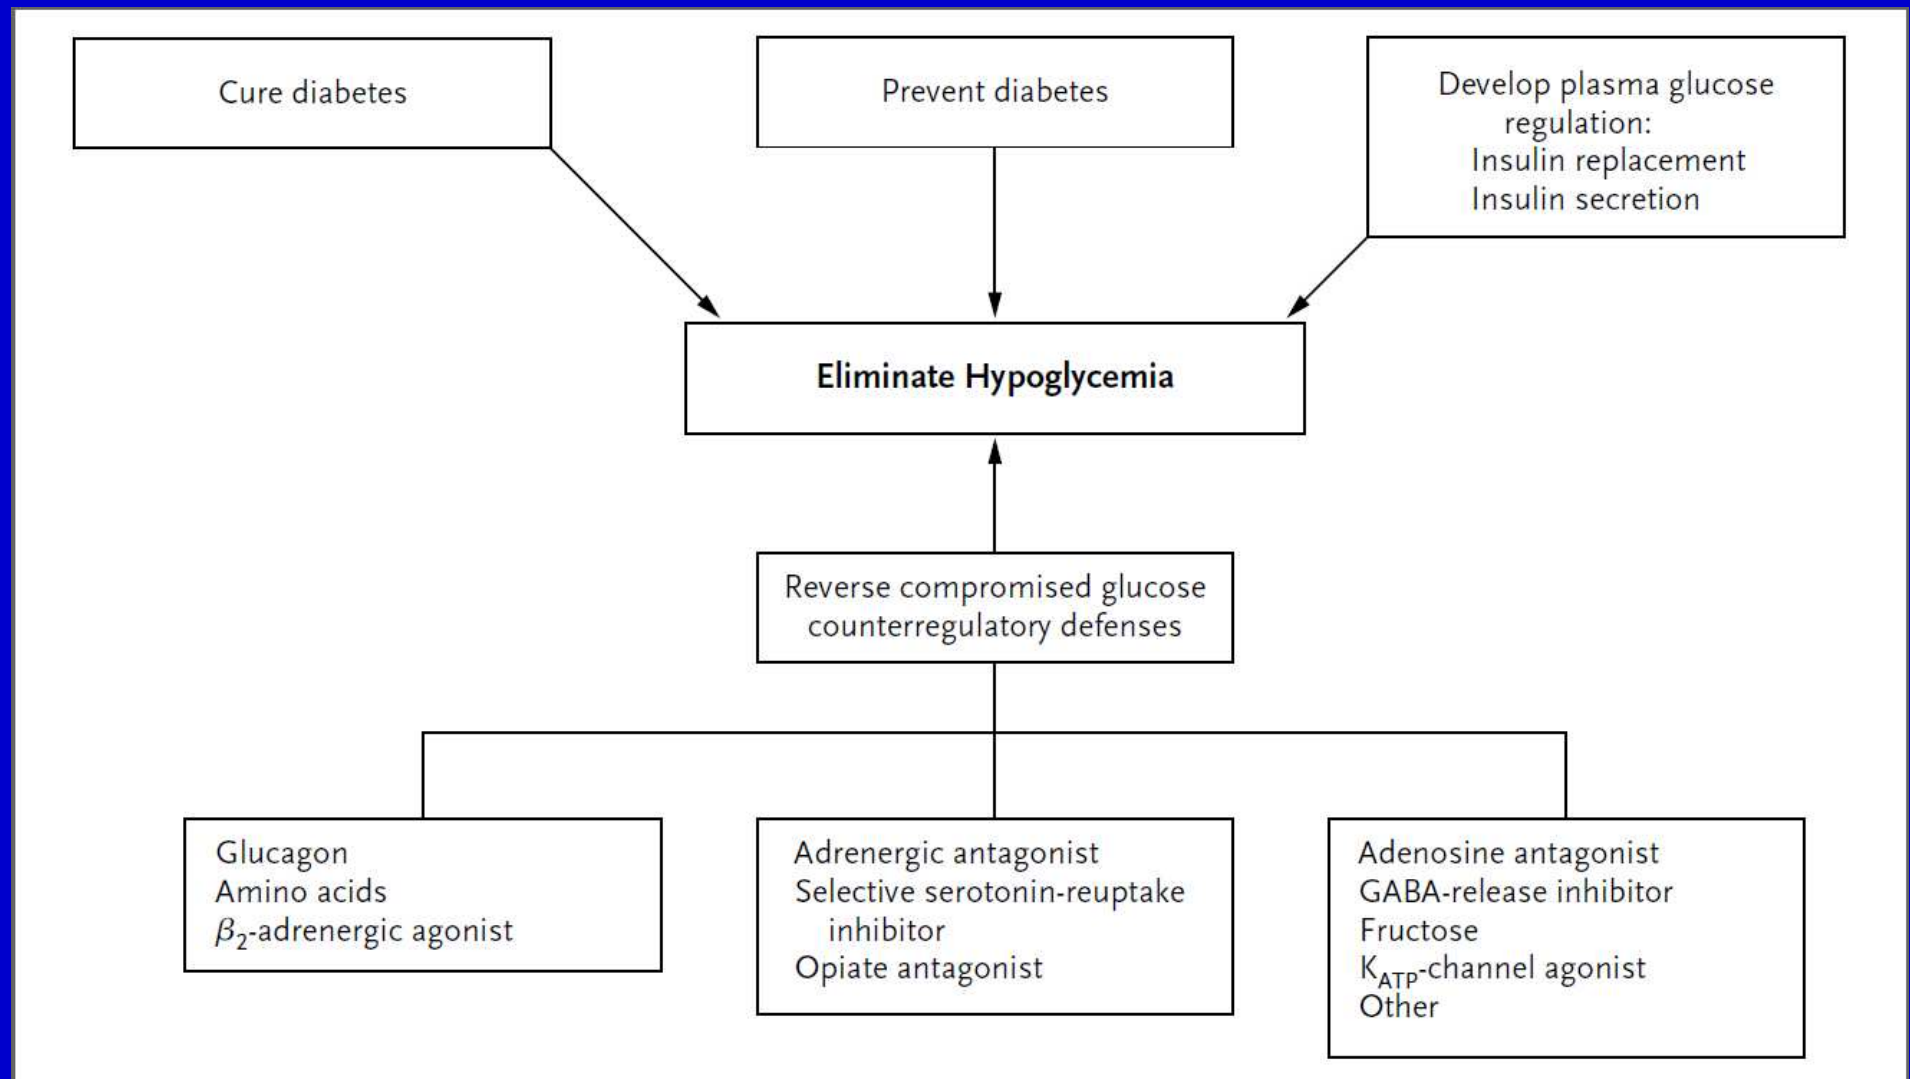 Cure diabetes
Prevent diabetes
Develop plasma glucose
regulation:
Insulin replacement
Insulin secretion
Eliminate Hypoglycemia
Reverse compromised glucose
counterregulatory defenses
Glucagon
Amino acids
β₂-adrenergic agonist
Adrenergic antagonist
Selective serotonin-reuptake
inhibitor
Opiate antagonist
Adenosine antagonist
GABA-release inhibitor
Fructose
K_ATP-channel agonist
Other